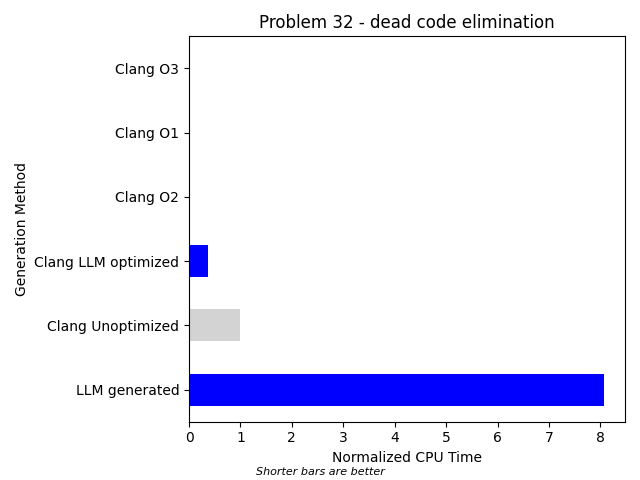 Problem 32 - dead code elimination
Generation Method
Clang O3
Clang O1
Clang O2
Clang LLM optimized
Clang Unoptimized
LLM generated
0 1 2 3 4 5 6 7 8
Normalized CPU Time
Shorter bars are better